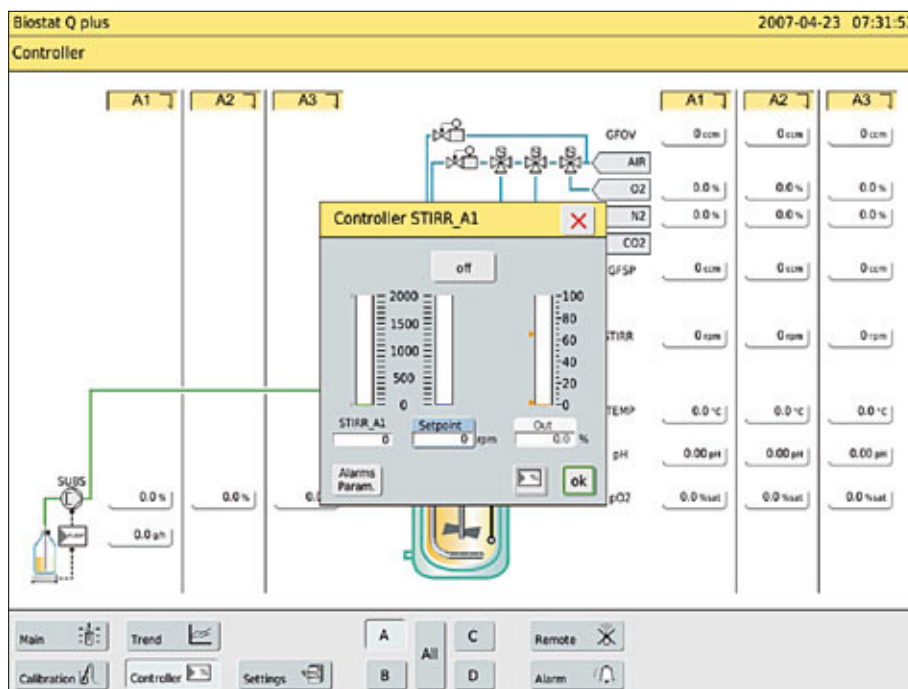 Biostat Q plus 2007-04-23 07:31:5
Controller
A1 A2 A3 A1 A2 A3
GFOV 0 ccm 0 ccm 0 ccm
AIR
O2 0.0 % 0.0 % 0.0 %
N2 0.0 % 0.0 % 0.0 %
CO2
GFSP 0 ccm 0 ccm 0 ccm
STIRR 0 rpm 0 rpm 0 rpm
TEMP 0.0 °C 0.0 °C 0.0 °C
pH 0.00 pH 0.00 pH 0.00 pH
pO2 0.0 %sat 0.0 %sat 0.0 %sat
Controller STIRR_A1
off
2000 100
80
1500
60
1000
40
500
20
0 0
STIRR_A1 Setpoint Out
0 0 rpm 0.0 %
Alarms
Param.
ok
SUBS
0.0 % 0.0 % 0.
0.0 g/h
Main Trend A All C Remote
Calibration Controller Settings B D Alarm